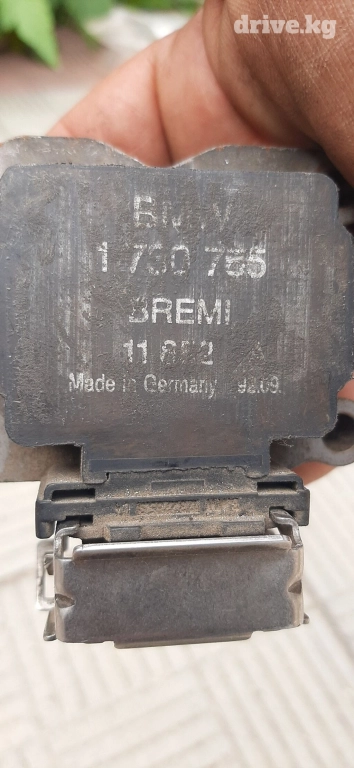 drive.kg
BMW
1 730 765
BREMI
11 852 A
Made in Germany 92.09.